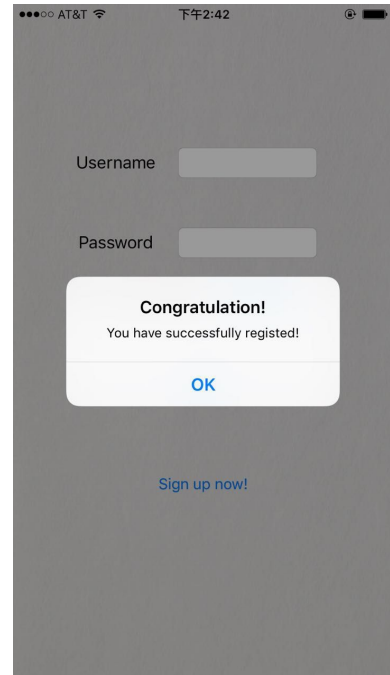 AT&T 下午2:42
Username
Password
Congratulation!
You have successfully registed!
OK
Sign up now!